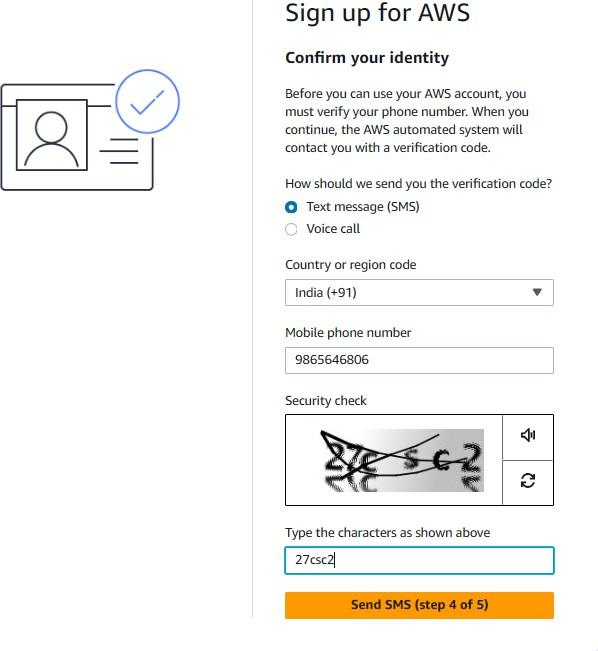 Sign up for AWS
Confirm your identity
Before you can use your AWS account, you
must verify your phone number. When you
continue, the AWS automated system will
contact you with a verification code.
How should we send you the verification code?
Text message (SMS)
Voice call
Country or region code
India (+91)
Mobile phone number
9865646806
Security check
27c s c 2
Type the characters as shown above
27csc2
Send SMS (step 4 of 5)